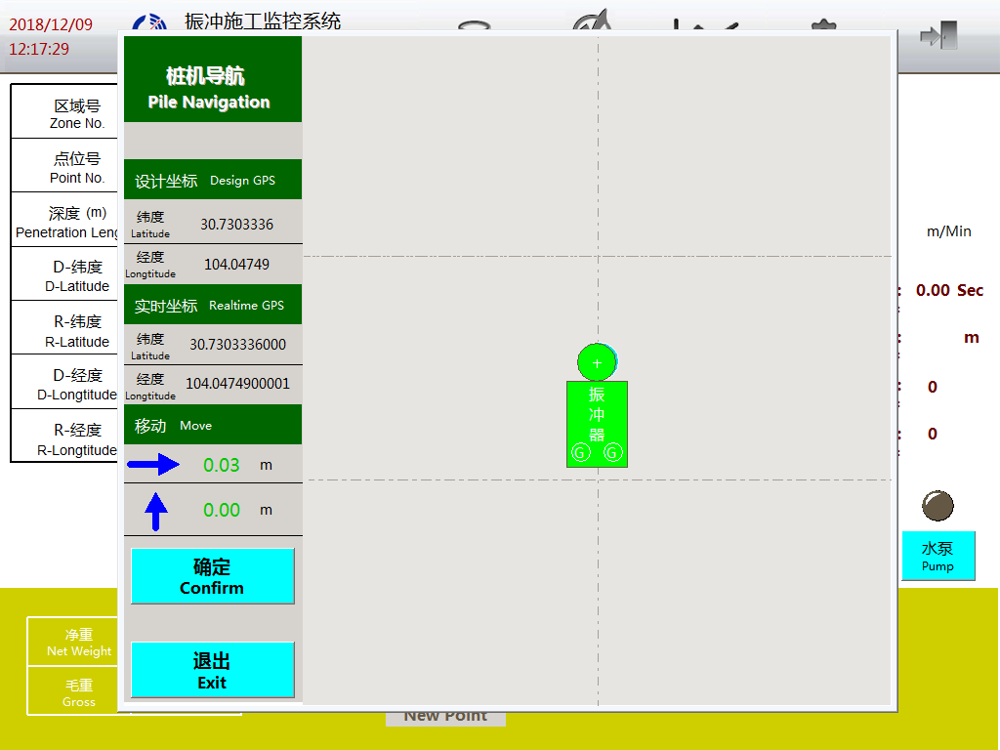 2018/12/09
12:17:29
振冲施工监控系统
桩机导航
Pile Navigation
设计坐标 Design GPS
纬度
Latitude
30.7303336
经度
Longtitude
104.04749
实时坐标 Realtime GPS
纬度
Latitude
30.7303336000
经度
Longtitude
104.0474900001
移动 Move
0.03 m
0.00 m
确定
Confirm
退出
Exit
振
冲
器
G G
区域号
Zone No.
点位号
Point No.
深度 (m)
Penetration Leng
D-纬度
D-Latitude
R-纬度
R-Latitude
D-经度
D-Longtitude
R-经度
R-Longtitude
m/Min
: 0.00 Sec
: m
: 0
: 0
水泵
Pump
净重
Net Weight
毛重
Gross
New Point